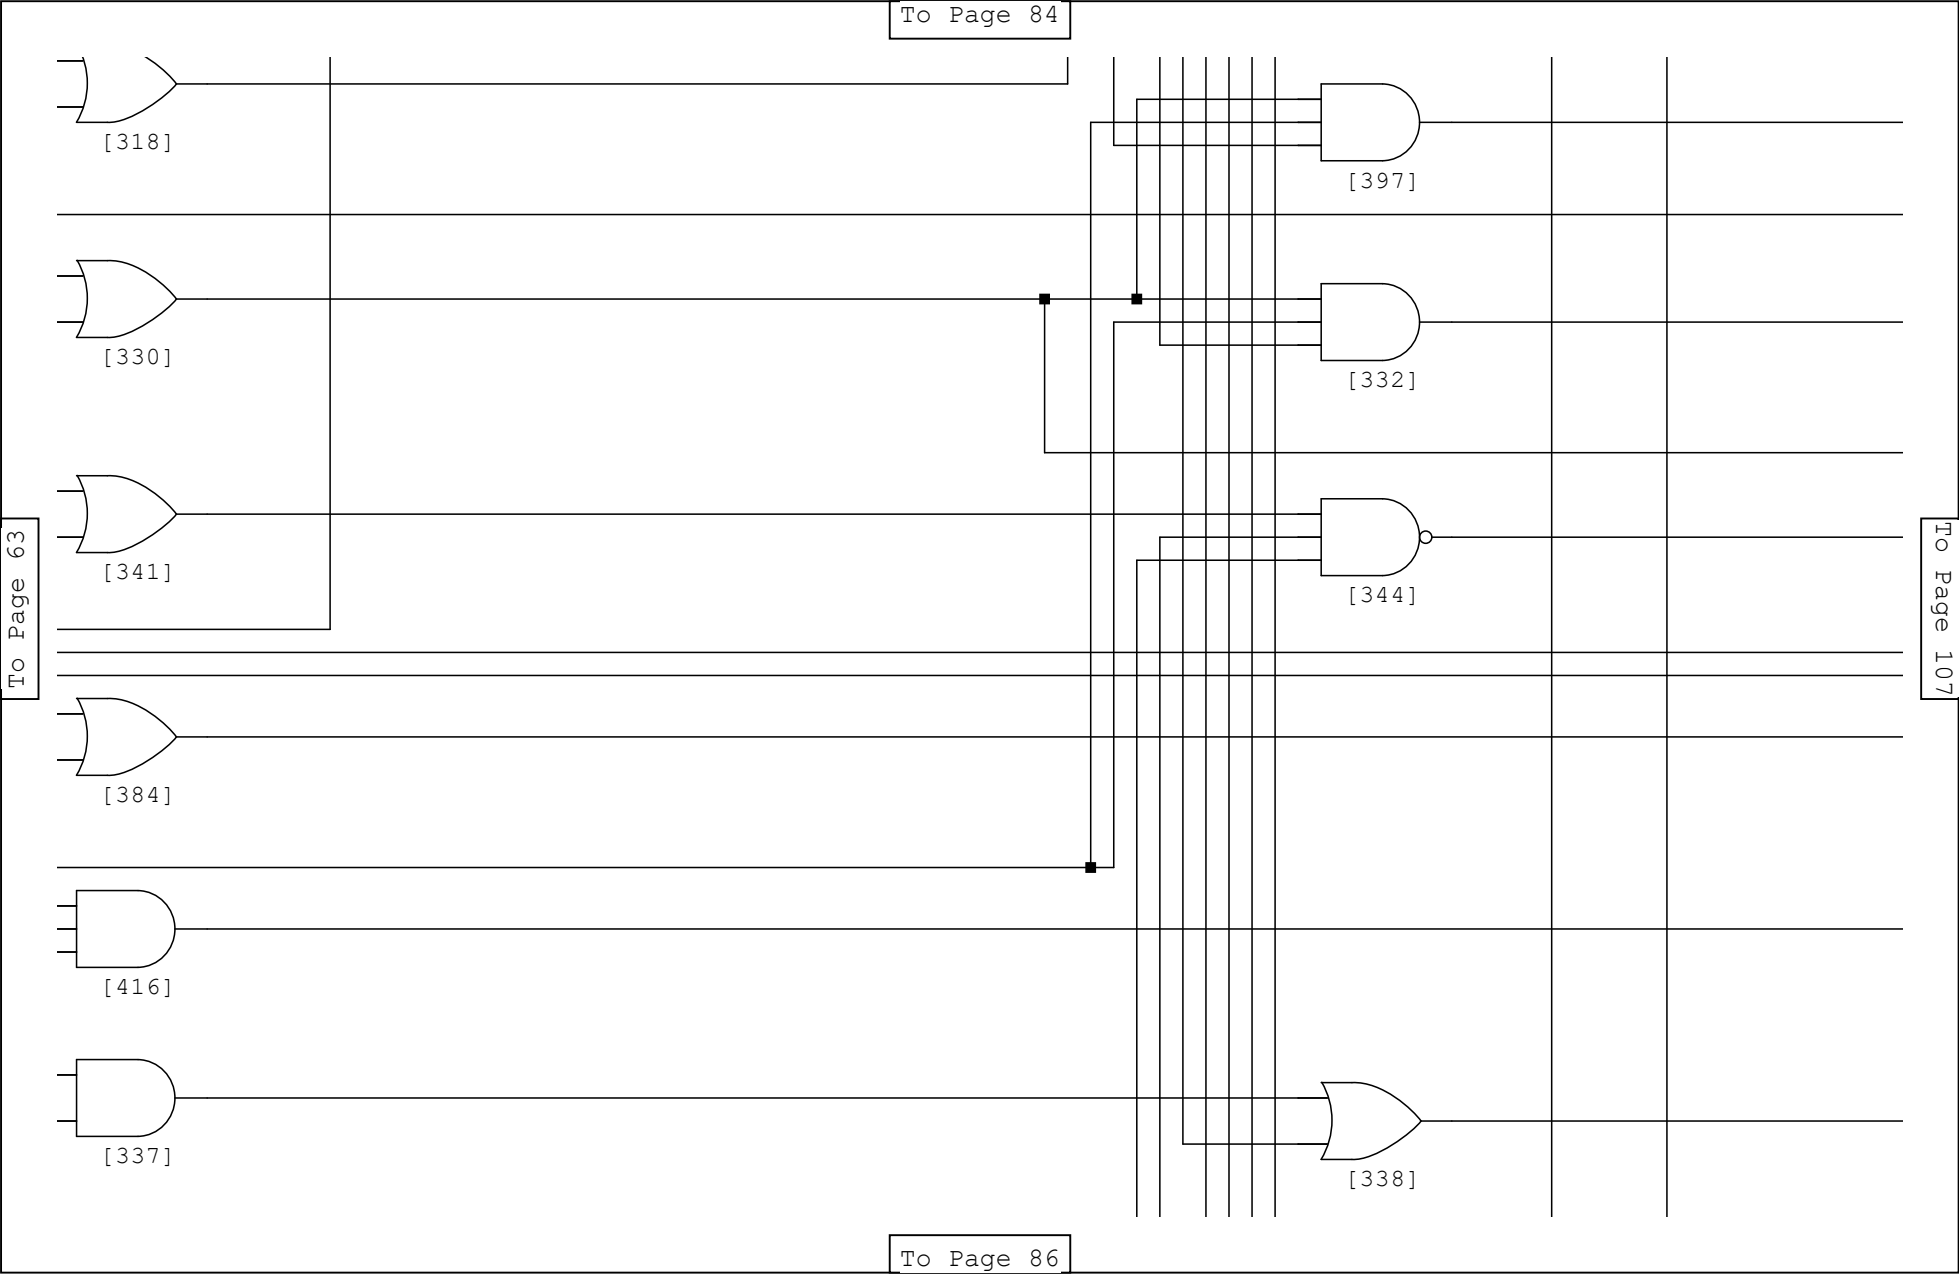 To Page 84
[318]
[397]
[330]
[332]
[341]
[344]
To Page 63
To Page 107
[384]
[416]
[337]
[338]
To Page 86